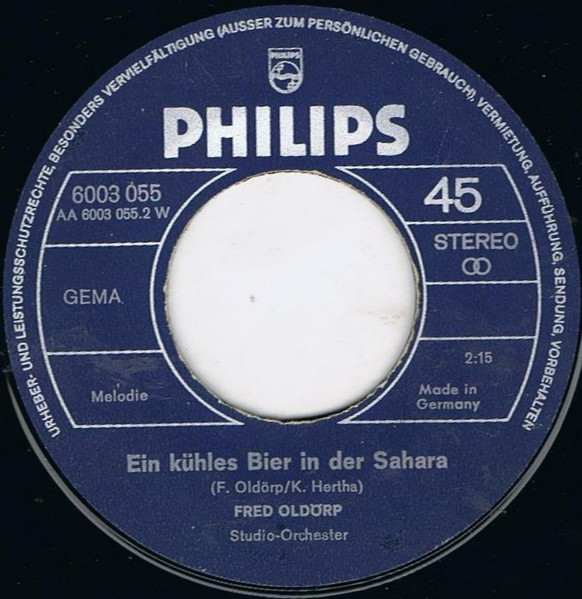 URHEBER- UND LEISTUNGSSCHUTZRECHTE, BESONDERS VERVIELFÄLTIGUNG (AUSSER ZUM PERSÖNLICHEN GEBRAUCH), VERMIETUNG, AUFFÜHRUNG, SENDUNG, VORBEHALTEN
PHILIPS
PHILIPS
6003 055
AA 6003 055.2 W
45
STEREO
GEMA
2:15
Melodie
Made in
Germany
Ein kühles Bier in der Sahara
(F. Oldörp/K. Hertha)
FRED OLDÖRP
Studio-Orchester